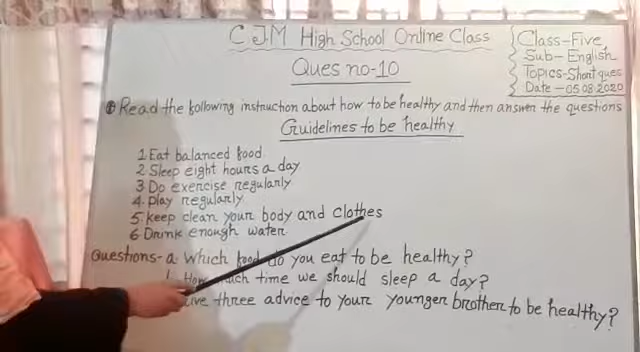 C.J.M High School Online Class
Class-Five
Sub-English
Topics-Short ques
Date-05.08.2020
Ques no-10
Read the following instruction about how to be healthy and then answer the questions
Guidelines to be healthy
1 Eat balanced food
2 Sleep eight hours a day
3 Do exercise regularly
4. play regularly
5. keep clean your body and clothes
6 Drink enough water
Questions- a. Which food do you eat to be healthy?
time we should sleep a day?
three advice to your younger brother to be healthy?